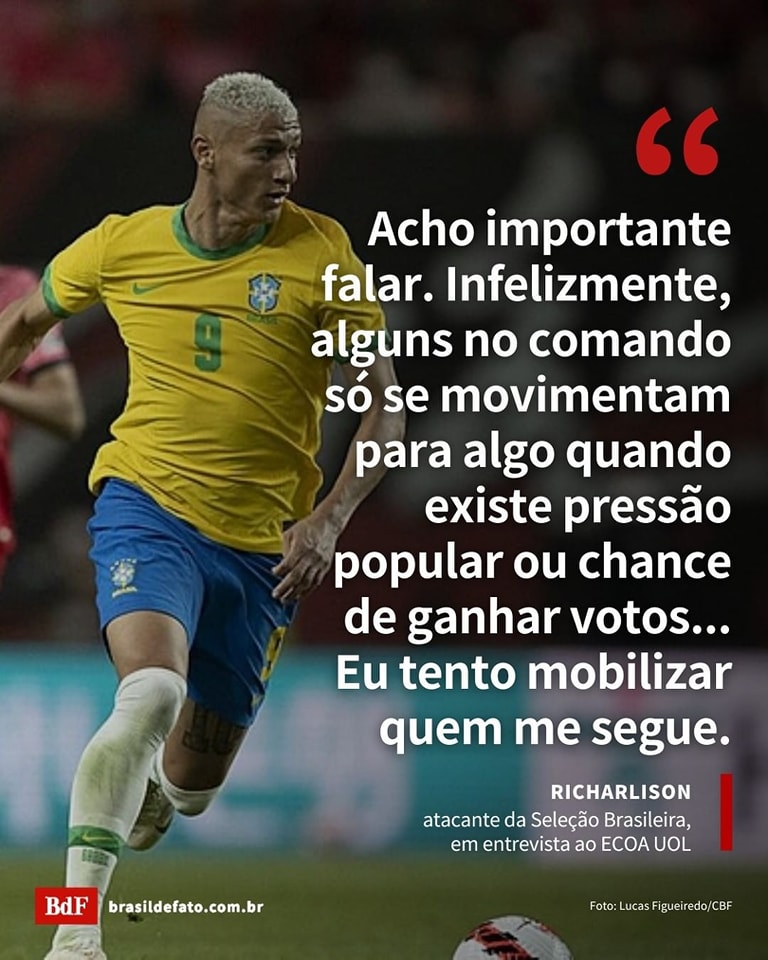 “
Acho importante
falar. Infelizmente,
alguns no comando
só se movimentam
para algo quando
existe pressão
popular ou chance
de ganhar votos...
Eu tento mobilizar
quem me segue.
RICHARLISON
atacante da Seleção Brasileira,
em entrevista ao ECOA UOL
BdF brasildefato.com.br
Foto: Lucas Figueiredo/CBF
9
BRASIL